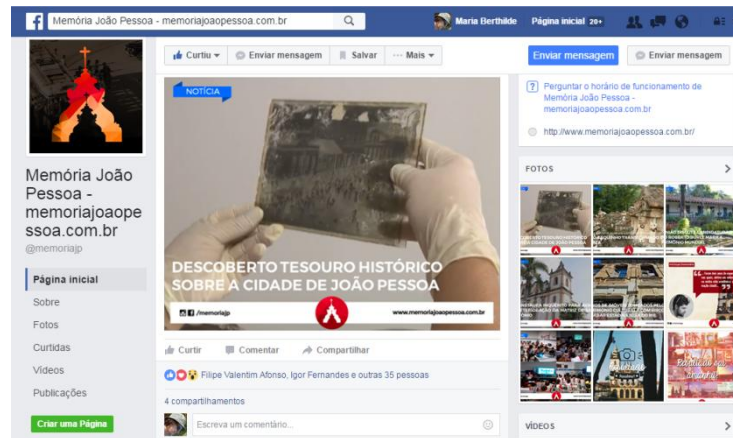 Memória João Pessoa - memoriajoaopessoa.com.br
Maria Berthilde
Página inicial 20+
Memória João
Pessoa -
memoriajoaope
ssoa.com.br
@memoriajp
Página inicial
Sobre
Fotos
Curtidas
Vídeos
Publicações
Criar uma Página
Curtiu
Enviar mensagem
Salvar
Mais
NOTÍCIA
DESCOBERTO TESOURO HISTÓRICO
SOBRE A CIDADE DE JOÃO PESSOA
/memoriajp
www.memoriajoaopessoa.com.br
Curtir Comentar Compartilhar
Filipe Valentim Afonso, Igor Fernandes e outras 35 pessoas
4 compartilhamentos
Escreva um comentário...
Enviar mensagem
Enviar mensagem
Perguntar o horário de funcionamento de
Memória João Pessoa -
memoriajoaopessoa.com.br
http://www.memoriajoaopessoa.com.br/
FOTOS
VÍDEOS